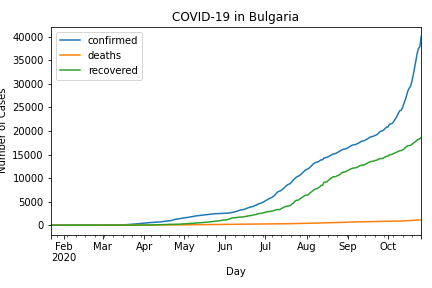 COVID-19 in Bulgaria
40000
35000
30000
25000
20000
15000
10000
5000
0
Number of Cases
confirmed
deaths
recovered
Feb Mar Apr May Jun Jul Aug Sep Oct
2020
Day